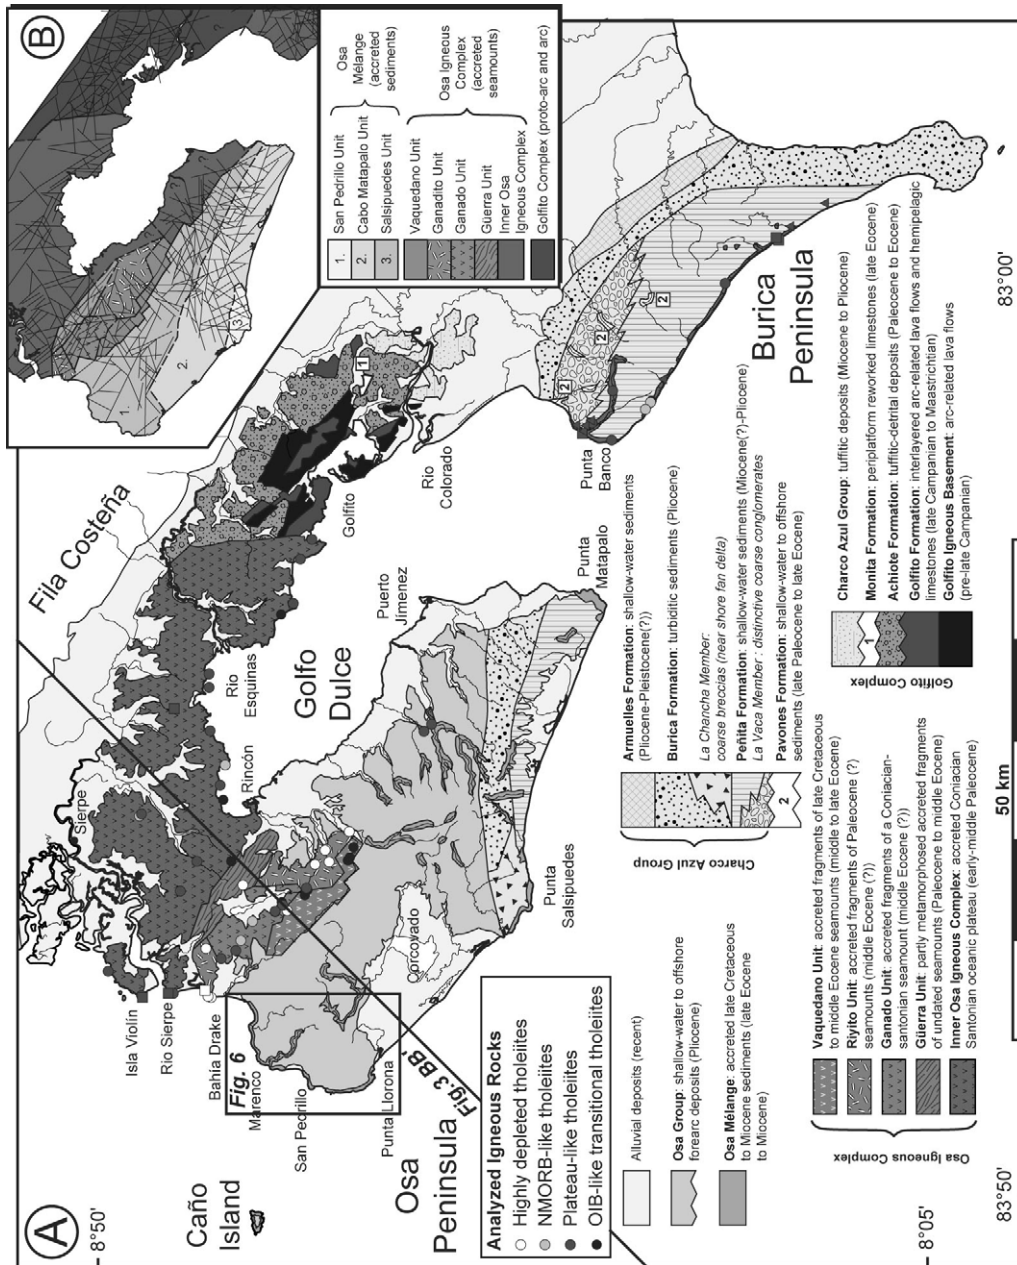 A
8°50'
8°05'
83°50'
83°00'
Caño
Island
Osa
Peninsula
Isla Violín
Rio Sierpe
Bahia Drake
Marenco
San Pedrillo
Punta Llorona
Fig. 6
Fig.3 BB'
Sierpe
Rincón
Corcovado
Punta
Salsipuedes
Rio
Esquinas
Golfo
Dulce
Puerto
Jimenez
Punta
Matapalo
Fila Costeña
Golfito
Rio
Colorado
Punta
Banco
Burica
Peninsula
1
2
2
2
B
1.
2.
3.
1. San Pedrillo Unit
2. Cabo Matapalo Unit
3. Salsipuedes Unit
Osa
Mélange
(accreted
sediments)
Vaquedano Unit
Ganadito Unit
Ganado Unit
Güerra Unit
Inner Osa
Igneous Complex
Osa Igneous
Complex
(accreted
seamounts)
Golfito Complex (proto-arc and arc)
Analyzed Igneous Rocks
Highly depleted tholeiites
NMORB-like tholeiites
Plateau-like tholeiites
OIB-like transitional tholeiites
Alluvial deposits (recent)
Osa Group: shallow-water to offshore
forearc deposits (Pliocene)
Osa Mélange: accreted late Cretaceous
to Miocene sediments (late Eocene
to Miocene)
Charco Azul Group
Armuelles Formation: shallow-water sediments
(Pliocene-Pleistocene(?))
Burica Formation: turbiditic sediments (Pliocene)
La Chancha Member:
coarse breccias (near shore fan delta)
Peñita Formation: shallow-water sediments (Miocene(?)-Pliocene)
La Vaca Member : distinctive coarse conglomerates
2
Pavones Formation: shallow-water to offshore
sediments (late Paleocene to late Eocene)
Osa Igneous Complex
Vaquedano Unit: accreted fragments of late Cretaceous
to middle Eocene seamounts (middle to late Eocene)
Riyito Unit: accreted fragments of Paleocene (?)
seamounts (middle Eocene (?))
Ganado Unit: accreted fragments of a Coniacian-
santonian seamount (middle Eocene (?))
Güerra Unit: partly metamorphosed accreted fragments
of undated seamounts (Paleocene to middle Eocene)
Inner Osa Igneous Complex: accreted Coniacian
Santonian oceanic plateau (early-middle Paleocene)
Golfito Complex
Charco Azul Group: tuffitic deposits (Miocene to Pliocene)
1
Monita Formation: periplatform reworked limestones (late Eocene)
Achiote Formation: tuffitic-detrital deposits (Paleocene to Eocene)
Golfito Formation: interlayered arc-related lava flows and hemipelagic
limestones (late Campanian to Maastrichtian)
Golfito Igneous Basement: arc-related lava flows
(pre-late Campanian)
50 km